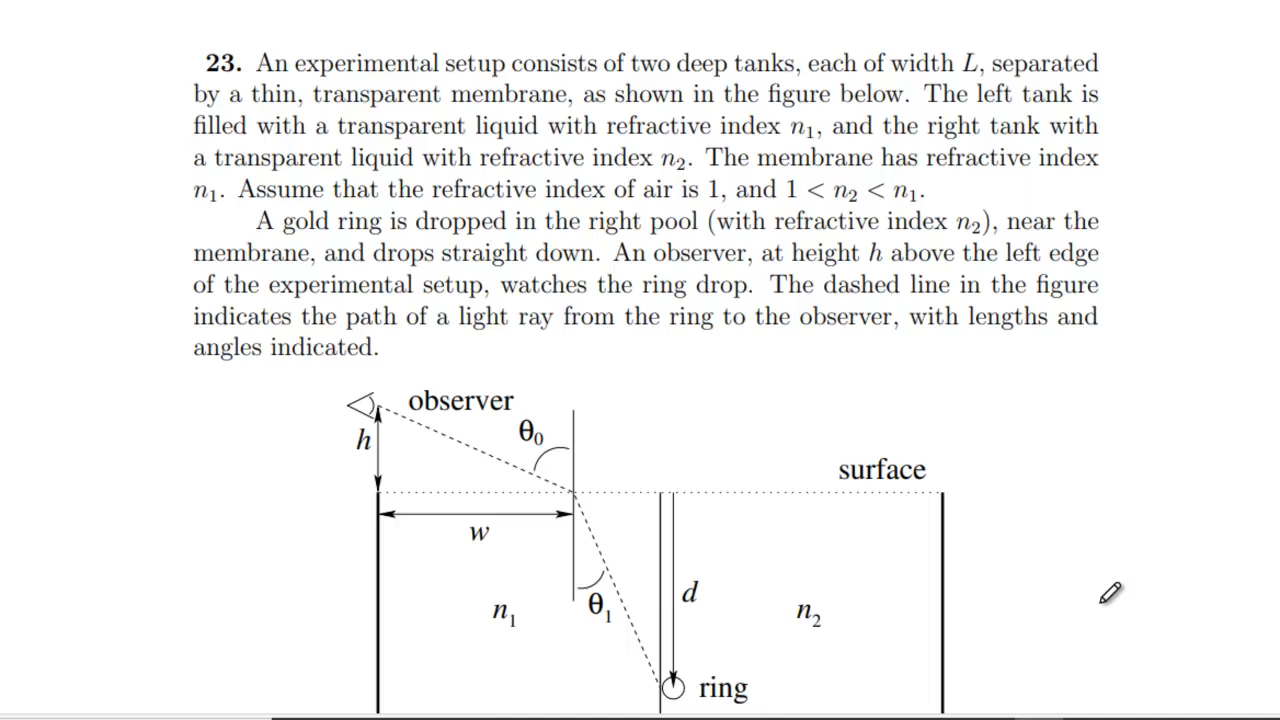 23. An experimental setup consists of two deep tanks, each of width L, separated
by a thin, transparent membrane, as shown in the figure below. The left tank is
filled with a transparent liquid with refractive index n₁, and the right tank with
a transparent liquid with refractive index n₂. The membrane has refractive index
n₁. Assume that the refractive index of air is 1, and 1 < n₂ < n₁.
A gold ring is dropped in the right pool (with refractive index n₂), near the
membrane, and drops straight down. An observer, at height h above the left edge
of the experimental setup, watches the ring drop. The dashed line in the figure
indicates the path of a light ray from the ring to the observer, with lengths and
angles indicated.
observer
θ₀
h
surface
w
d
θ₁
n₁
n₂
ring